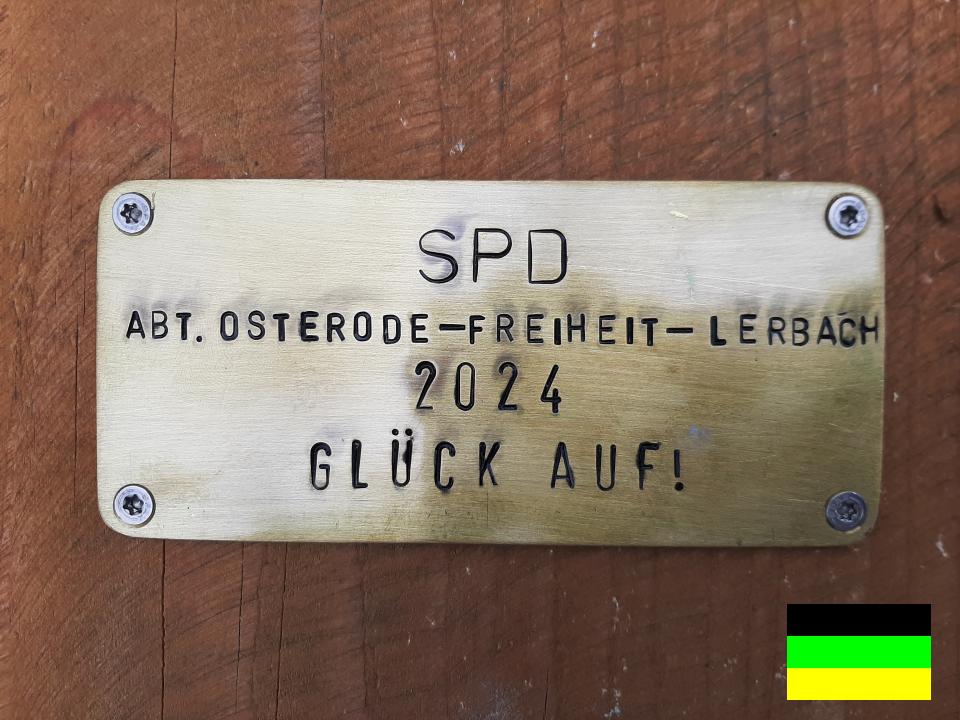 SPD
ABT. OSTERODE—FREIHEIT—LERBACH
2024
GLÜCK AUF!